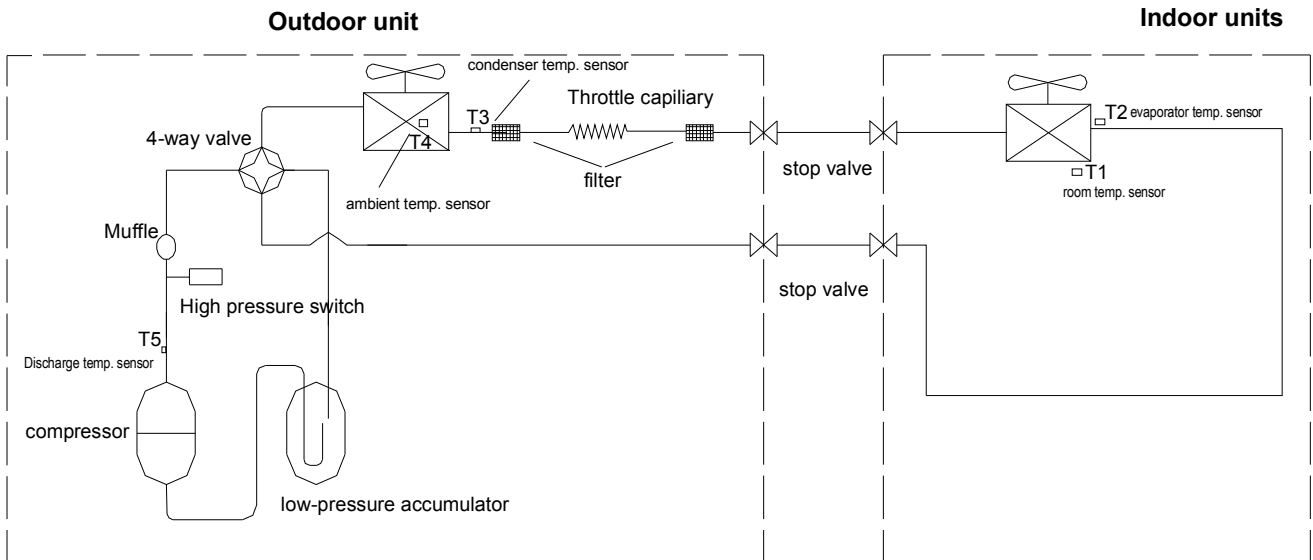 Outdoor unit
Indoor units
condenser temp. sensor
Throttle capiliary
T3
T4
T2 evaporator temp. sensor
4-way valve
filter
stop valve
T1
room temp. sensor
ambient temp. sensor
Muffle
High pressure switch
stop valve
T5
Discharge temp. sensor
compressor
low-pressure accumulator